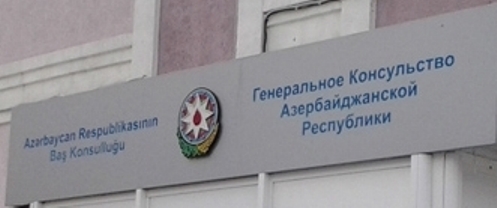 Azərbaycan Respublikasının
Baş Konsulluğu
Генеральное Консульство
Азербайджанской
Республики